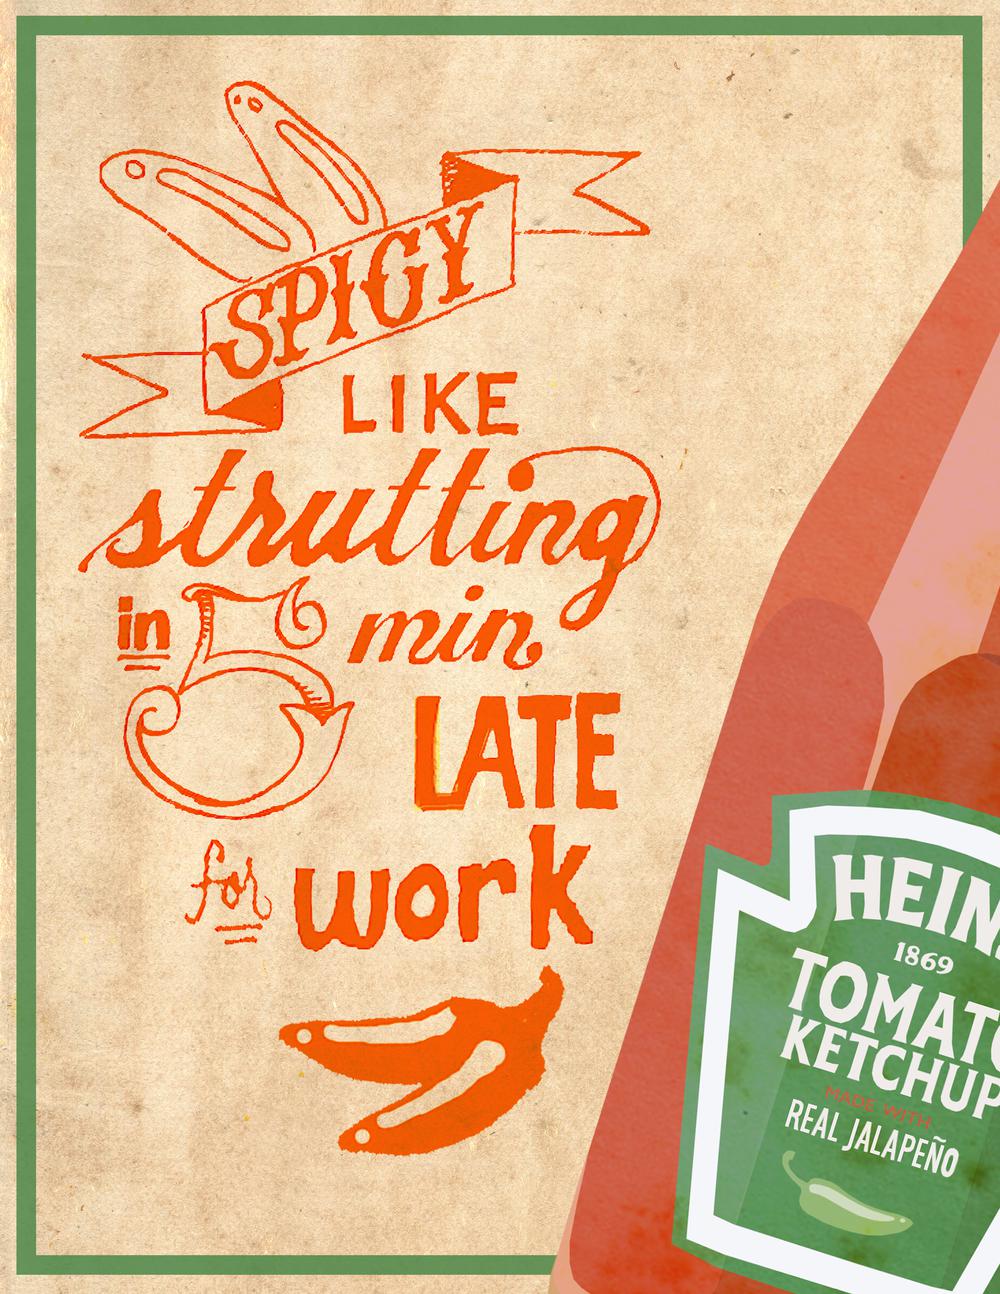 SPICY
LIKE
strutting
in 5 min
LATE
for work
HEIN
1869
TOMATO
KETCHUP
MADE WITH
REAL JALAPEÑO